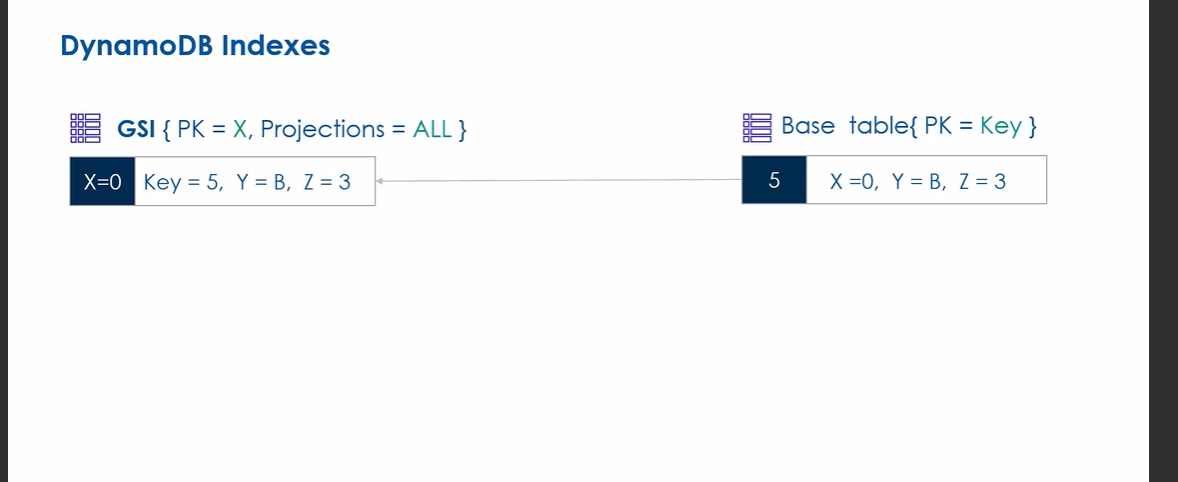 DynamoDB Indexes
GSI { PK = X, Projections = ALL }
Base table{ PK = Key }
X=0 Key = 5, Y = B, Z = 3
5 X =0, Y = B, Z = 3